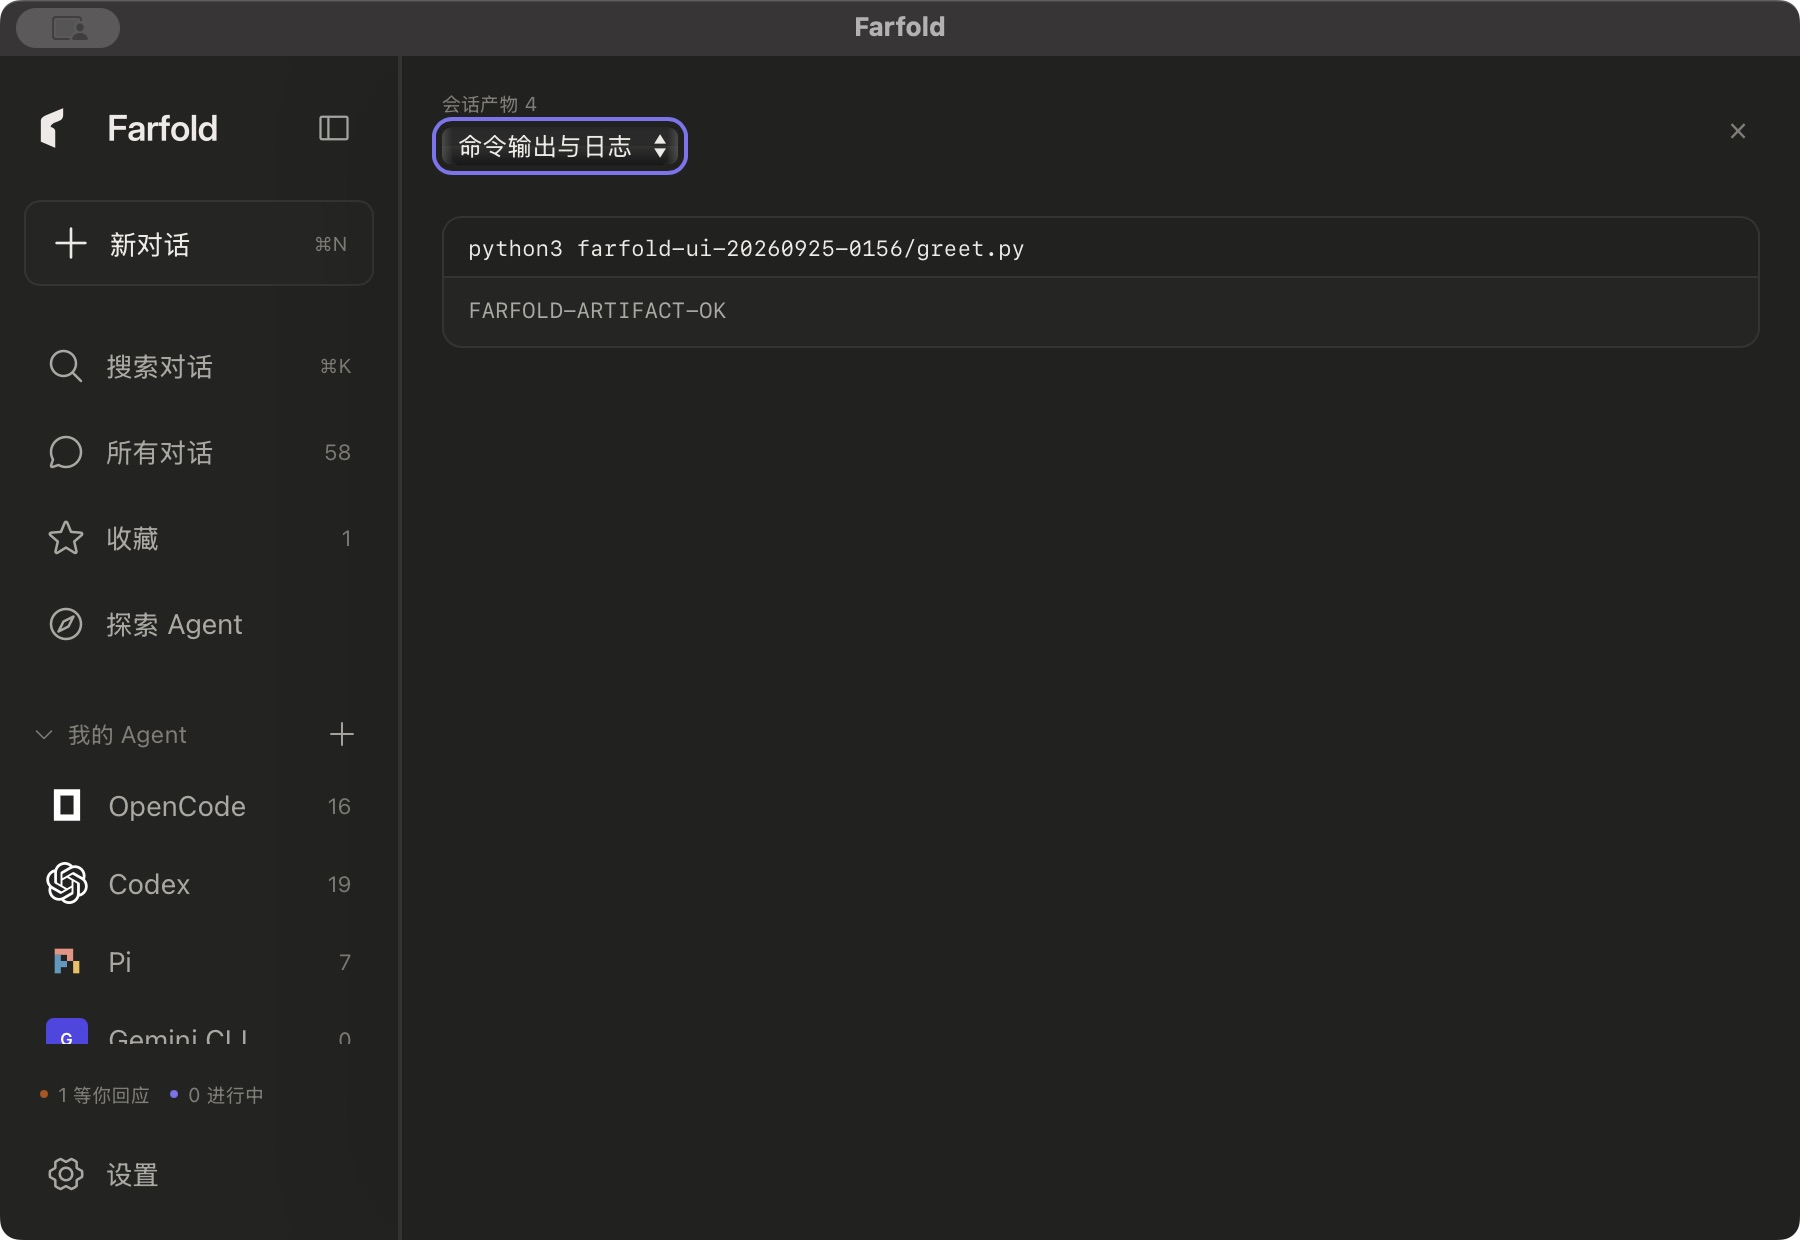 Farfold
Farfold
新对话 ⌘N
搜索对话 ⌘K
所有对话 58
收藏 1
探索 Agent
我的 Agent
OpenCode 16
Codex 19
Pi 7
G Gemini CLI 0
1 等你回应 0 进行中
设置
会话产物 4
命令输出与日志
python3 farfold-ui-20260925-0156/greet.py
FARFOLD-ARTIFACT-OK